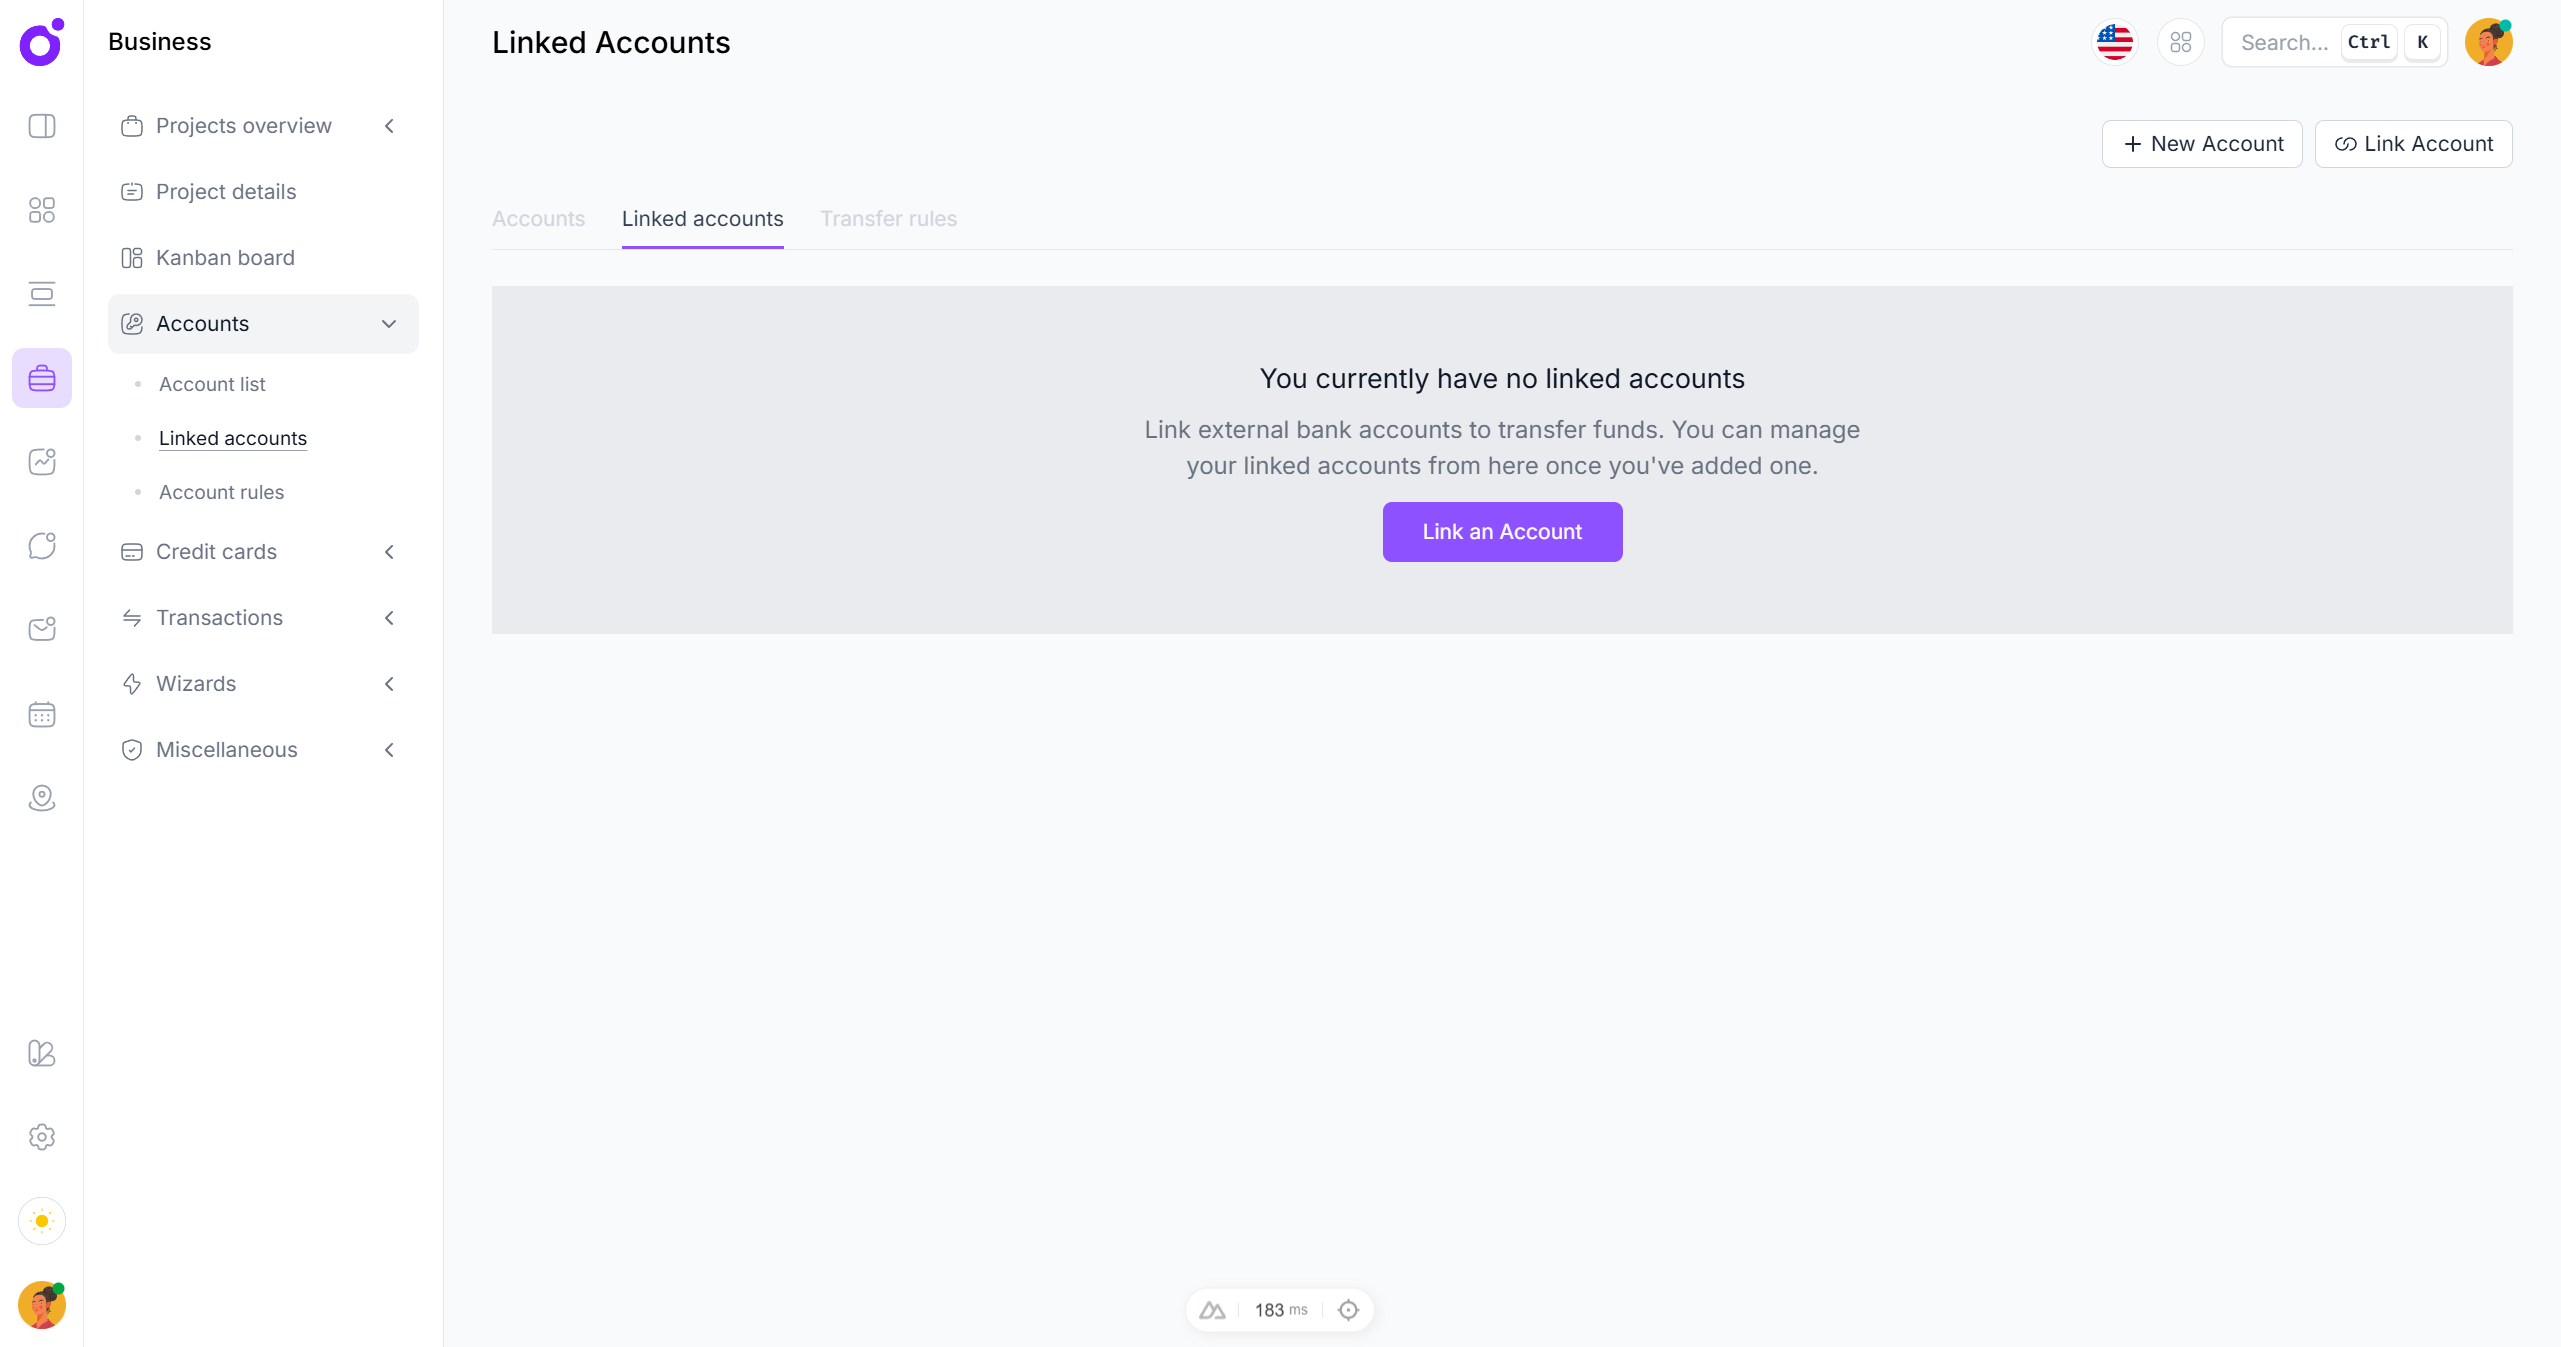 Business
Projects overview
Project details
Kanban board
Accounts
Account list
Linked accounts
Account rules
Credit cards
Transactions
Wizards
Miscellaneous
Linked Accounts
Search... Ctrl K
New Account Link Account
Accounts Linked accounts Transfer rules
You currently have no linked accounts
Link external bank accounts to transfer funds. You can manage
your linked accounts from here once you've added one.
Link an Account
183 ms